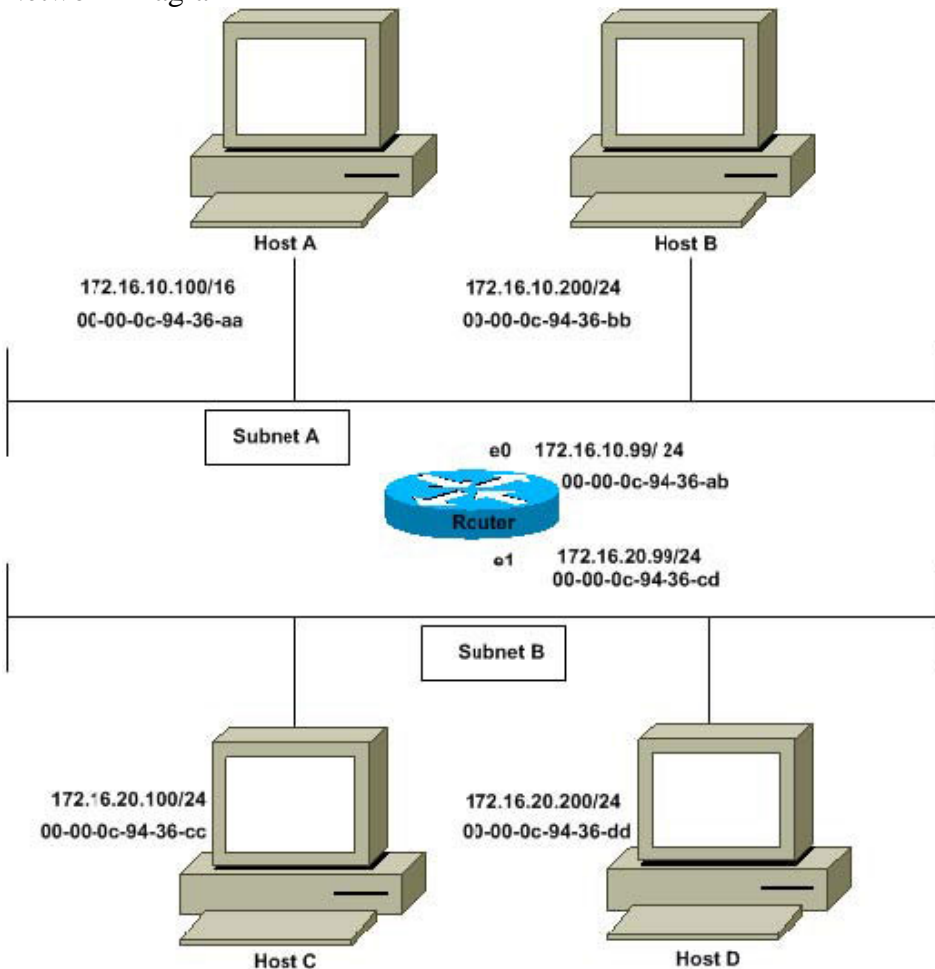 Host A
Host B
172.16.10.100/16
00-00-0c-94-36-aa
172.16.10.200/24
00-00-0c-94-36-bb
Subnet A
e0 172.16.10.99/ 24
00-00-0c-94-36-ab
Router
e1 172.16.20.99/24
00-00-0c-94-36-cd
Subnet B
172.16.20.100/24
00-00-0c-94-36-cc
172.16.20.200/24
00-00-0c-94-36-dd
Host C
Host D